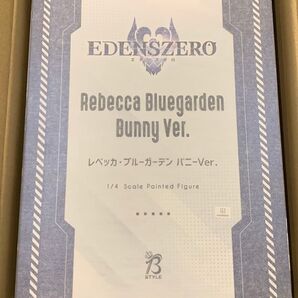 EDENSZERO
Rebecca Bluegarden
Bunny Ver.
レベッカ・ブルーガーデン バニーVer.
1/4 Scale Painted Figure
B
STYLE